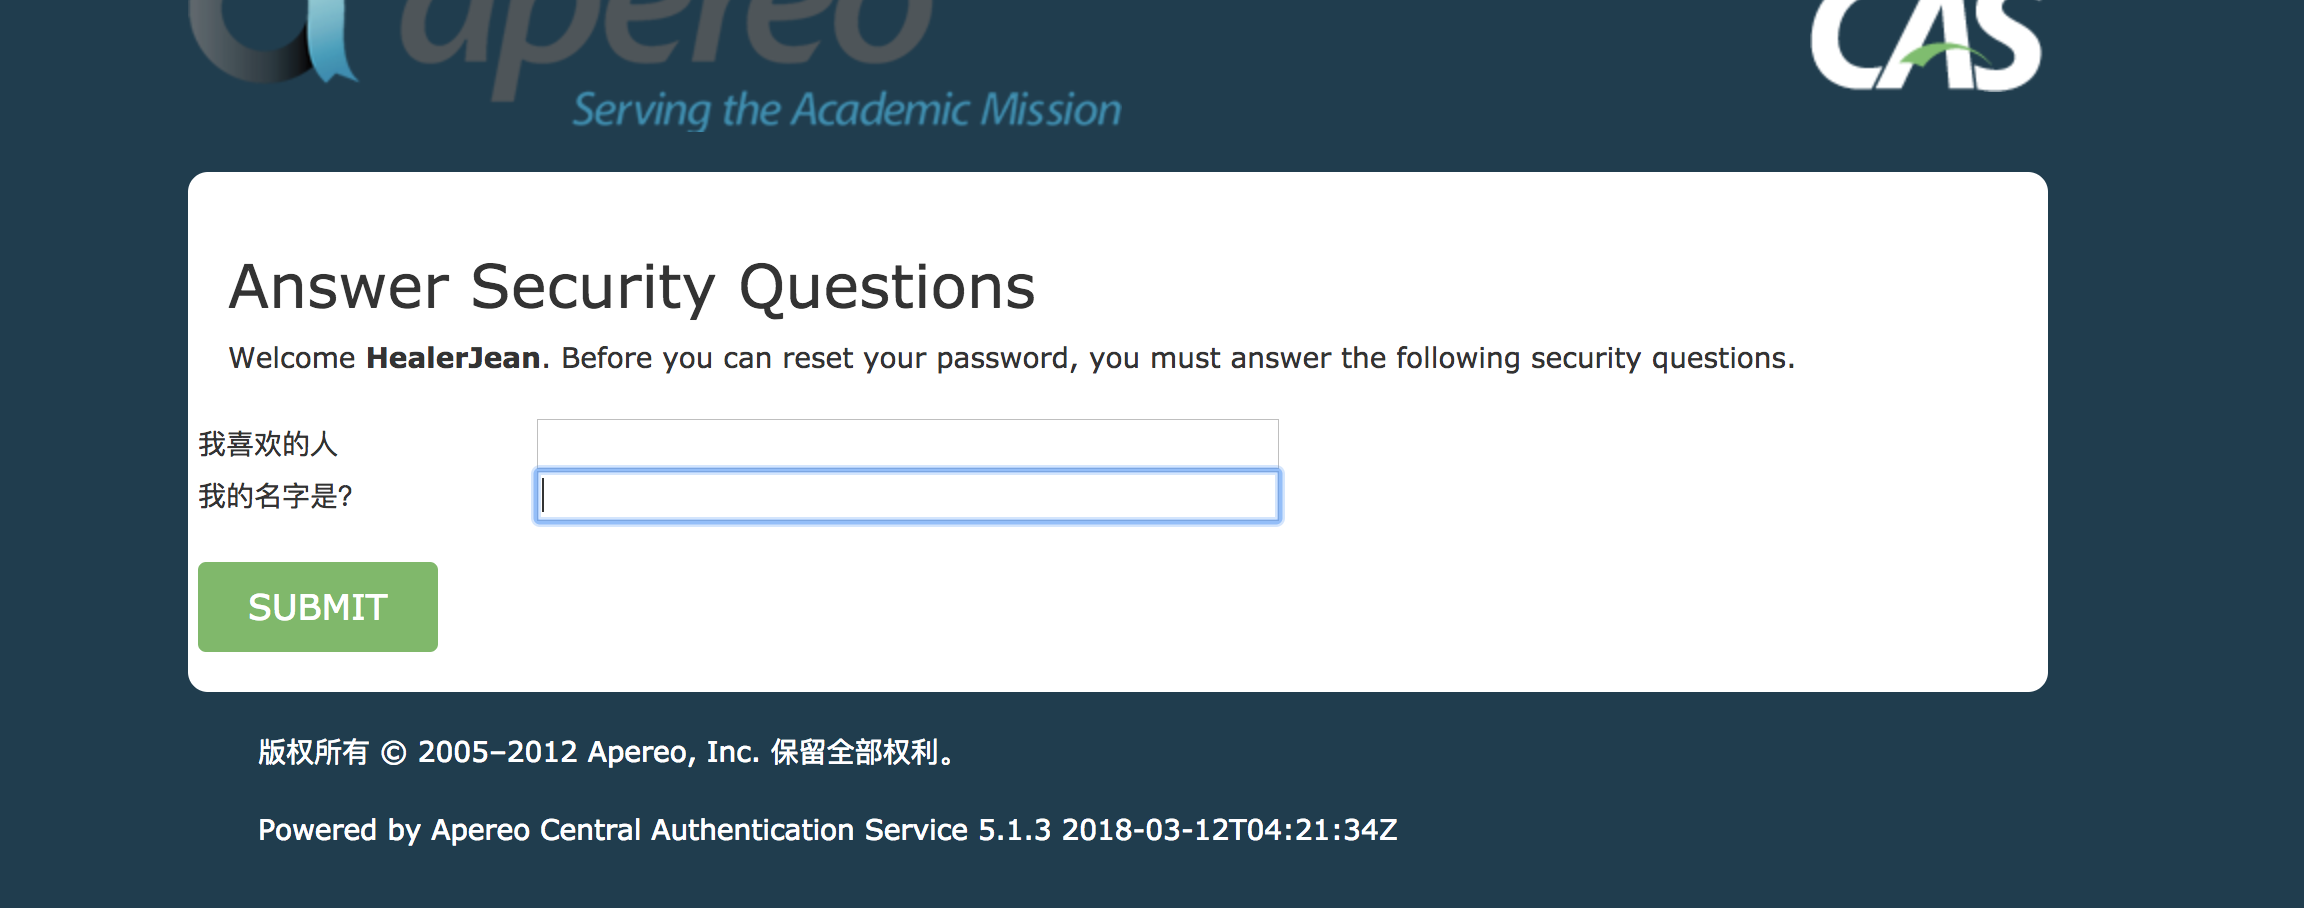 apereo
CAS
Serving the Academic Mission
Answer Security Questions
Welcome HealerJean. Before you can reset your password, you must answer the following security questions.
我喜欢的人
我的名字是?
SUBMIT
版权所有 © 2005–2012 Apereo, Inc. 保留全部权利。
Powered by Apereo Central Authentication Service 5.1.3 2018-03-12T04:21:34Z